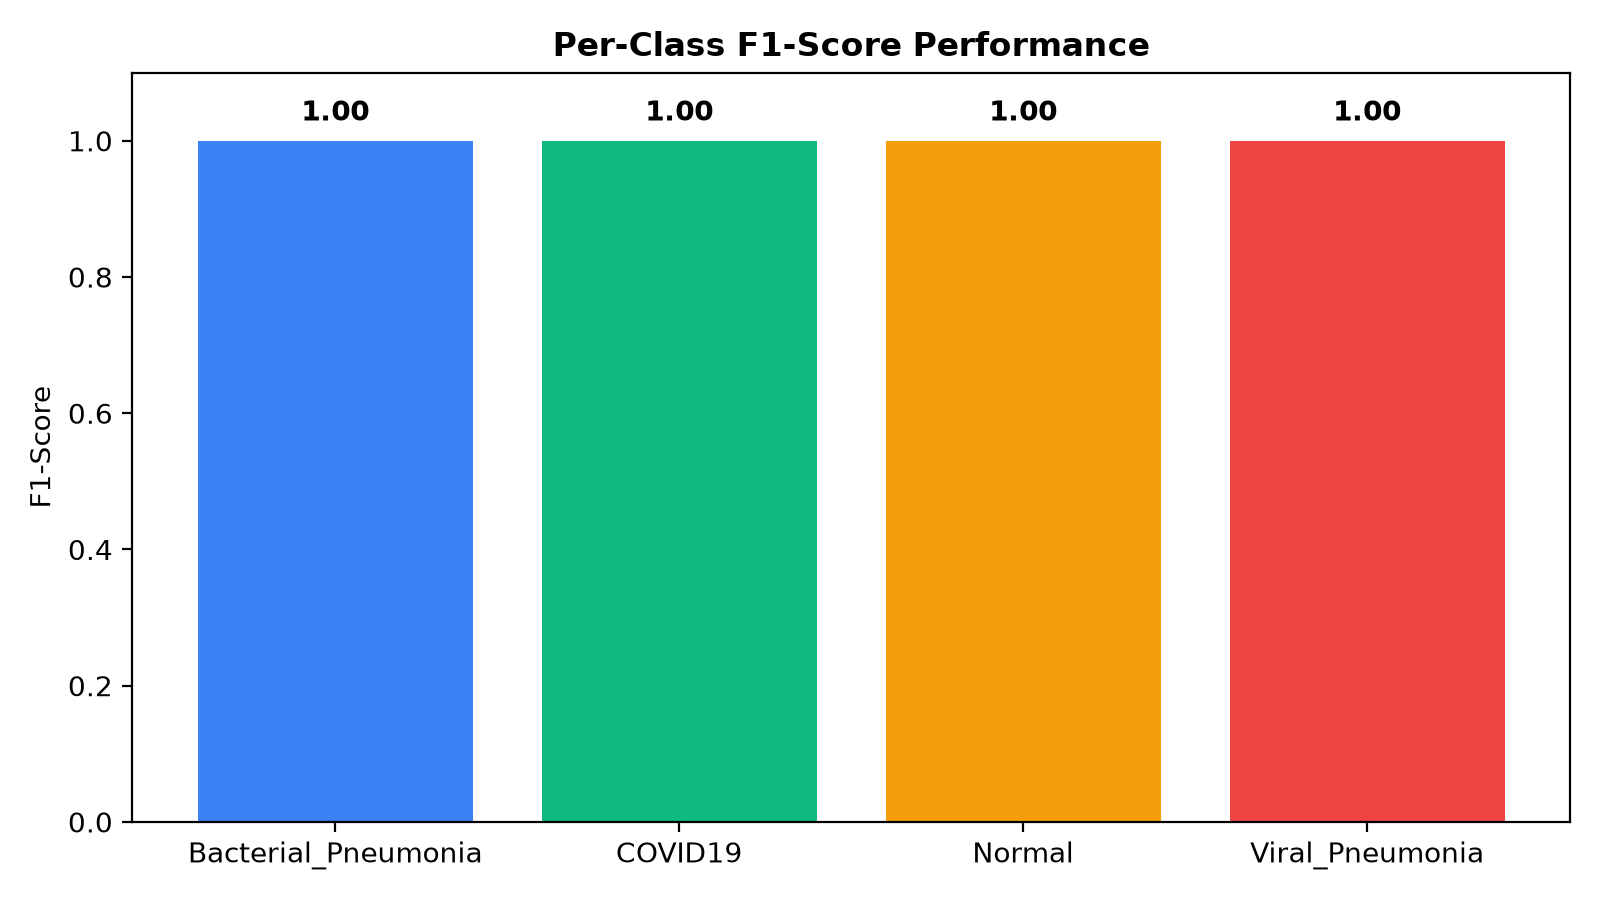 Per-Class F1-Score Performance
1.00 1.00 1.00 1.00
1.0
0.8
0.6
0.4
0.2
0.0
F1-Score
Bacterial_Pneumonia COVID19 Normal Viral_Pneumonia